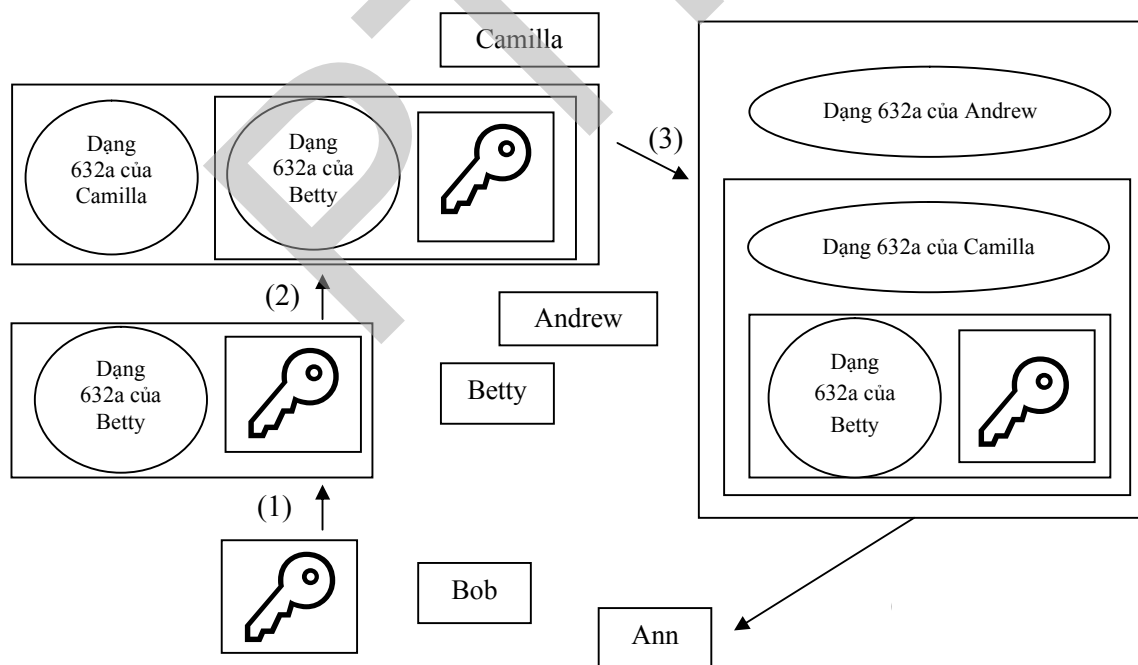 Camilla
Dạng
632a của
Camilla
Dạng
632a của
Betty
(3)
Dạng 632a của Andrew
Dạng 632a của Camilla
Dạng
632a của
Betty
(2)
Andrew
Dạng
632a của
Betty
Betty
(1)
Bob
Ann